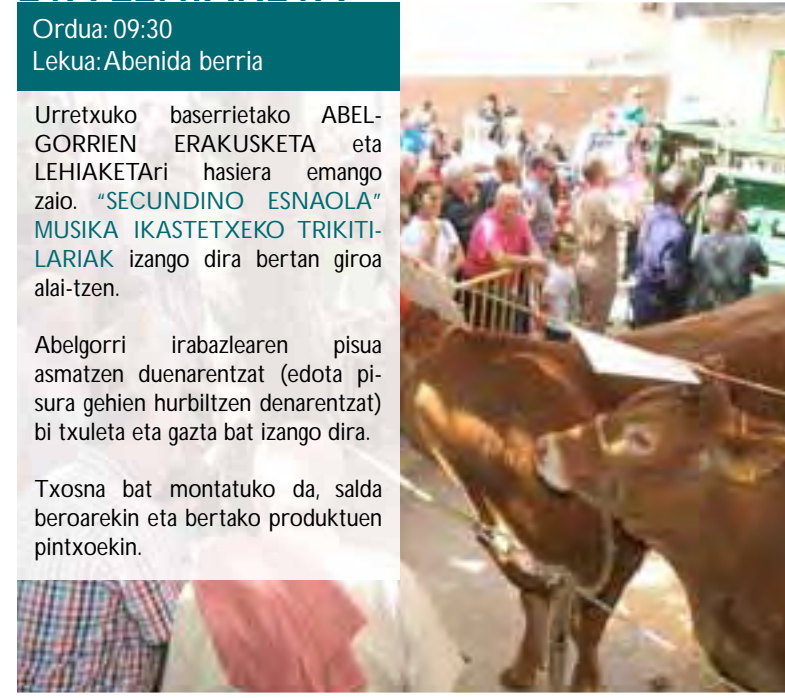 Ordua: 09:30
Lekua: Abenida berria
Urretxuko baserrietako ABEL-
GORRIEN ERAKUSKETA eta
LEHIAKETAri hasiera emango
zaio. “SECUNDINO ESNAOLA”
MUSIKA IKASTETXEKO TRIKITI-
LARIAK izango dira bertan giroa
alai-tzen.
Abelgorri irabazlearen pisua
asmatzen duenarentzat (edota pi-
sura gehien hurbiltzen denarentzat)
bi txuleta eta gazta bat izango dira.
Txosna bat montatuko da, salda
beroarekin eta bertako produktuen
pintxoekin.